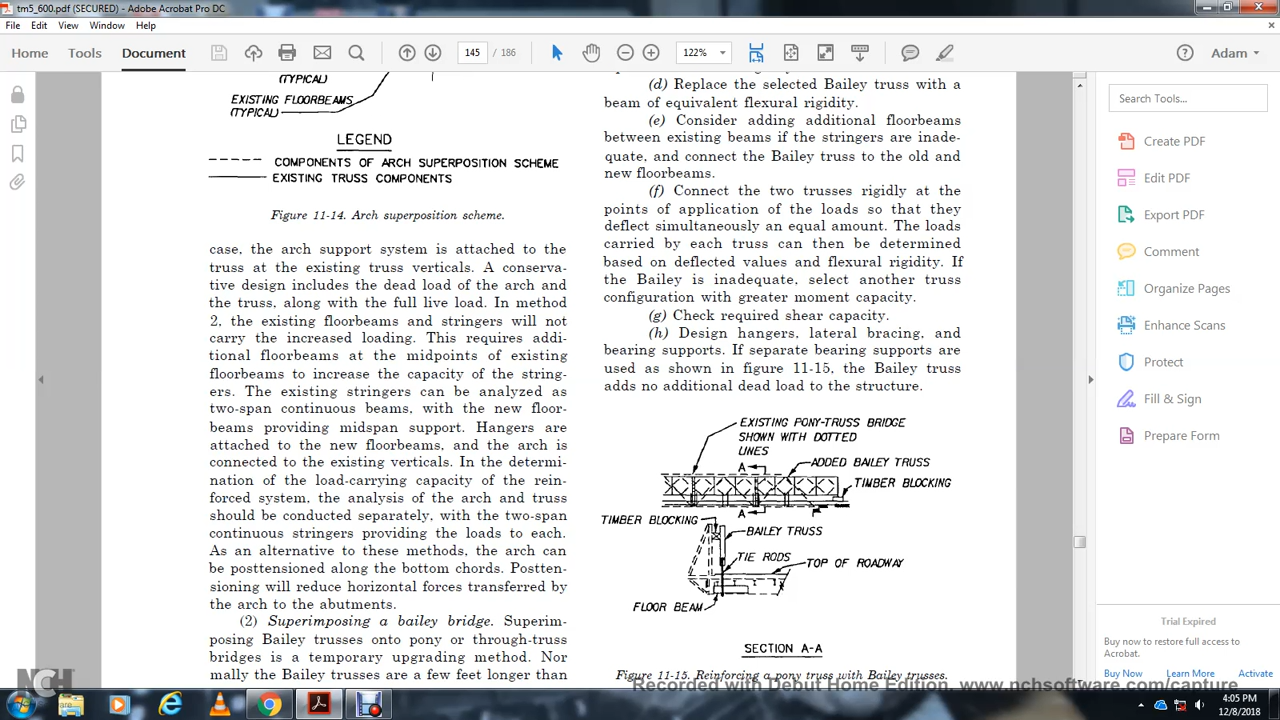 tm5_600.pdf (SECURED) - Adobe Acrobat Pro DC
File Edit View Window Help
Home Tools Document 145 / 186 122% Adam
(TYPICAL)
EXISTING FLOORBEAMS
(TYPICAL)
LEGEND
COMPONENTS OF ARCH SUPERPOSITION SCHEME
EXISTING TRUSS COMPONENTS
Figure 11-14. Arch superposition scheme.
case, the arch support system is attached to the
truss at the existing truss verticals. A conserva-
tive design includes the dead load of the arch and
the truss, along with the full live load. In method
2, the existing floorbeams and stringers will not
carry the increased loading. This requires addi-
tional floorbeams at the midpoints of existing
floorbeams to increase the capacity of the string-
ers. The existing stringers can be analyzed as
two-span continuous beams, with the new floor-
beams providing midspan support. Hangers are
attached to the new floorbeams, and the arch is
connected to the existing verticals. In the determi-
nation of the load-carrying capacity of the rein-
forced system, the analysis of the arch and truss
should be conducted separately, with the two-span
continuous stringers providing the loads to each.
As an alternative to these methods, the arch can
be posttensioned along the bottom chords. Postten-
sioning will reduce horizontal forces transferred by
the arch to the abutments.
(2) Superimposing a bailey bridge. Superim-
posing Bailey trusses onto pony or through-truss
bridges is a temporary upgrading method. Nor
mally the Bailey trusses are a few feet longer than
(d) Replace the selected Bailey truss with a
beam of equivalent flexural rigidity.
(e) Consider adding additional floorbeams
between existing beams if the stringers are inade-
quate, and connect the Bailey truss to the old and
new floorbeams.
(f) Connect the two trusses rigidly at the
points of application of the loads so that they
deflect simultaneously an equal amount. The loads
carried by each truss can then be determined
based on deflected values and flexural rigidity. If
the Bailey is inadequate, select another truss
configuration with greater moment capacity.
(g) Check required shear capacity.
(h) Design hangers, lateral bracing, and
bearing supports. If separate bearing supports are
used as shown in figure 11-15, the Bailey truss
adds no additional dead load to the structure.
EXISTING PONY-TRUSS BRIDGE
SHOWN WITH DOTTED
LINES
A
ADDED BAILEY TRUSS
TIMBER BLOCKING
A
TIMBER BLOCKING
BAILEY TRUSS
TIE RODS
TOP OF ROADWAY
FLOOR BEAM
SECTION A-A
Figure 11-15. Reinforcing a pony truss with Bailey trusses.
Search Tools...
Create PDF
Edit PDF
Export PDF
Comment
Organize Pages
Enhance Scans
Protect
Fill & Sign
Prepare Form
Trial Expired
Buy now to restore full access to
Acrobat.
Buy Now Learn More Activate
NCH
Recorded with Debut Home Edition. www.nchsoftware.com/capture
4:05 PM
12/8/2018